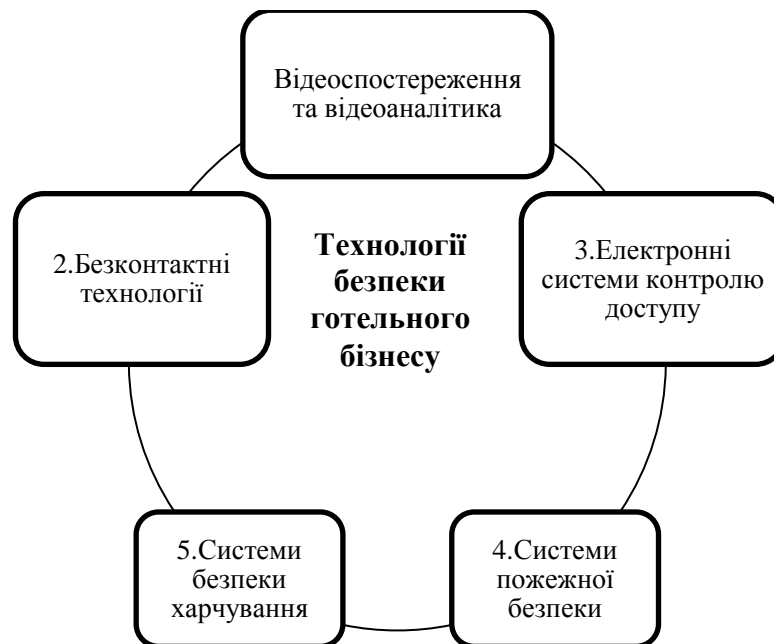 Відеоспостереження
та відеоаналітика
2.Безконтактні
технології
Технології
безпеки
готельного
бізнесу
3.Електронні
системи контролю
доступу
5.Системи
безпеки
харчування
4.Системи
пожежної
безпеки